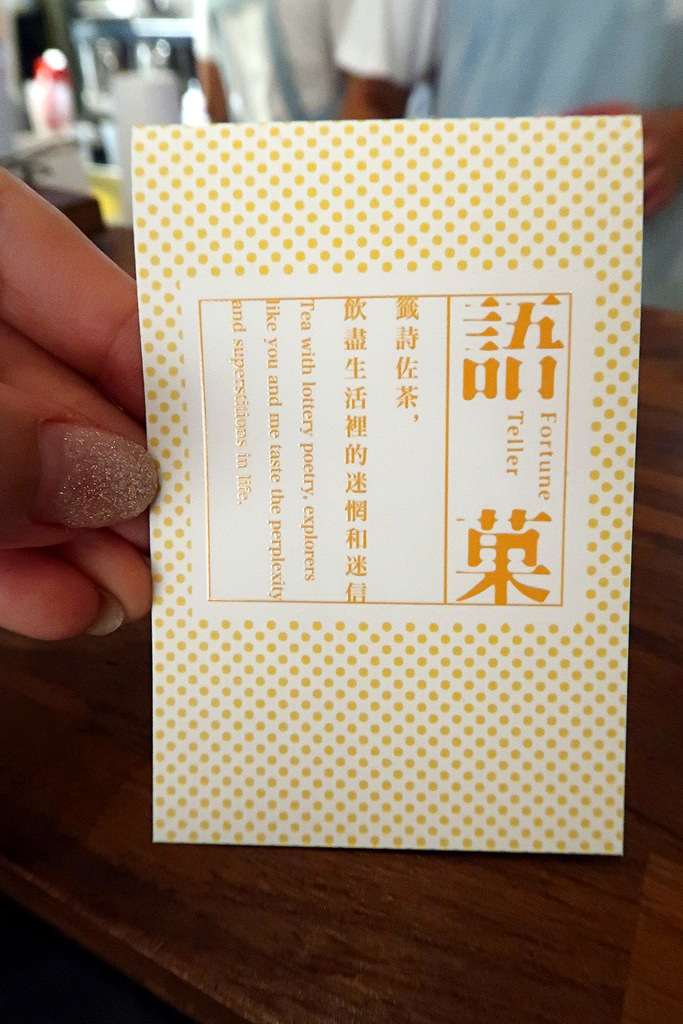 語菓
Fortune
Teller
籤詩佐茶，
飲盡生活裡的迷惘和迷信
Tea with lottery poetry, explorers
like you and me taste the perplexity
and superstitions in life.